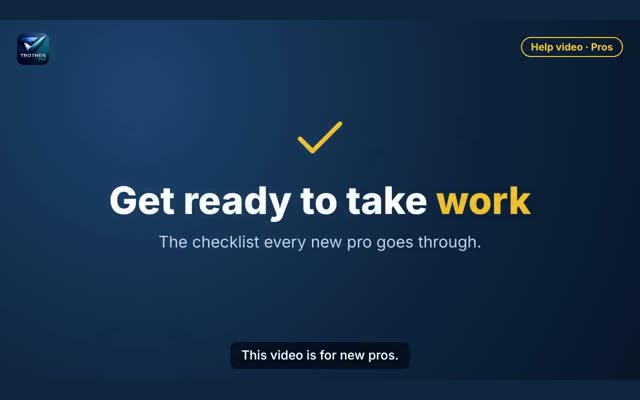 TROTHEN
Help video · Pros
Get ready to take work
The checklist every new pro goes through.
This video is for new pros.